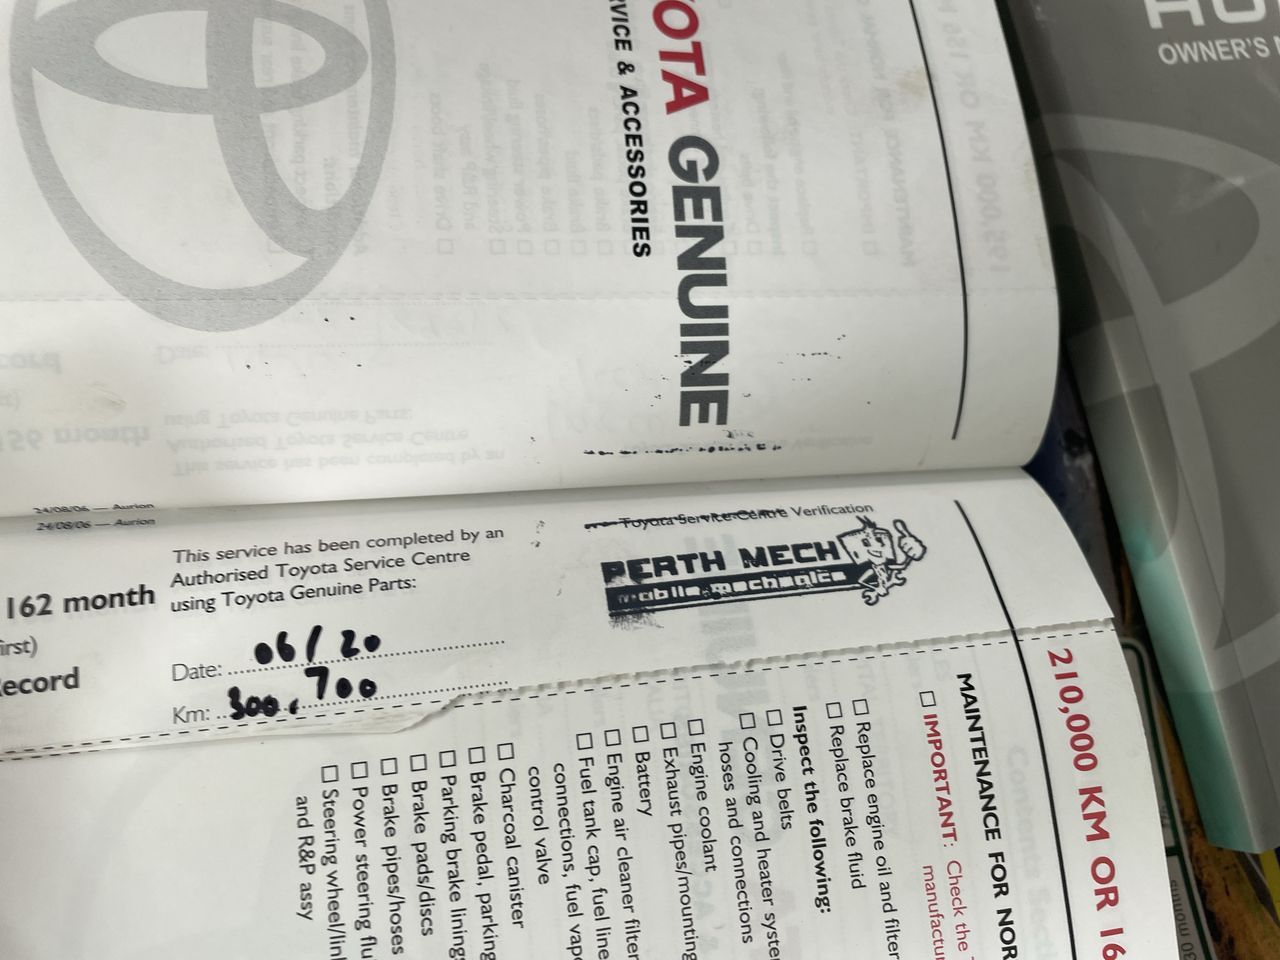 OTA GENUINE
VICE & ACCESSORIES
OWNER'S
24/08/06 — Aurion
24/08/06 — Aurion
162 month
irst)
ecord
This service has been completed by an
Authorised Toyota Service Centre
using Toyota Genuine Parts:
Date: 06/20
Km: 300,700
Toyota Service Centre Verification
PERTH MECH
mobile mechanics
210,000 KM OR 16
MAINTENANCE FOR NOR
IMPORTANT: Check the
manufactur
Replace engine oil and filter
Replace brake fluid
Inspect the following:
Drive belts
Cooling and heater syste
hoses and connections
Engine coolant
Exhaust pipes/mounting
Battery
Engine air cleaner filter
Fuel tank cap, fuel line
connections, fuel vapo
control valve
Charcoal canister
Brake pedal, parking
Parking brake lining
Brake pads/discs
Brake pipes/hoses
Power steering flu
Steering wheel/link
and R&P assy